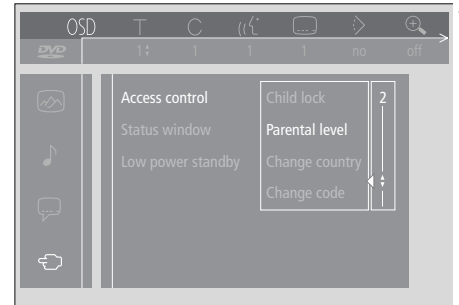 OSD T C
DVD 1 1 1 1 no off
Access control Child lock 2
Status window Parental level
Low power standby Change country
Change code